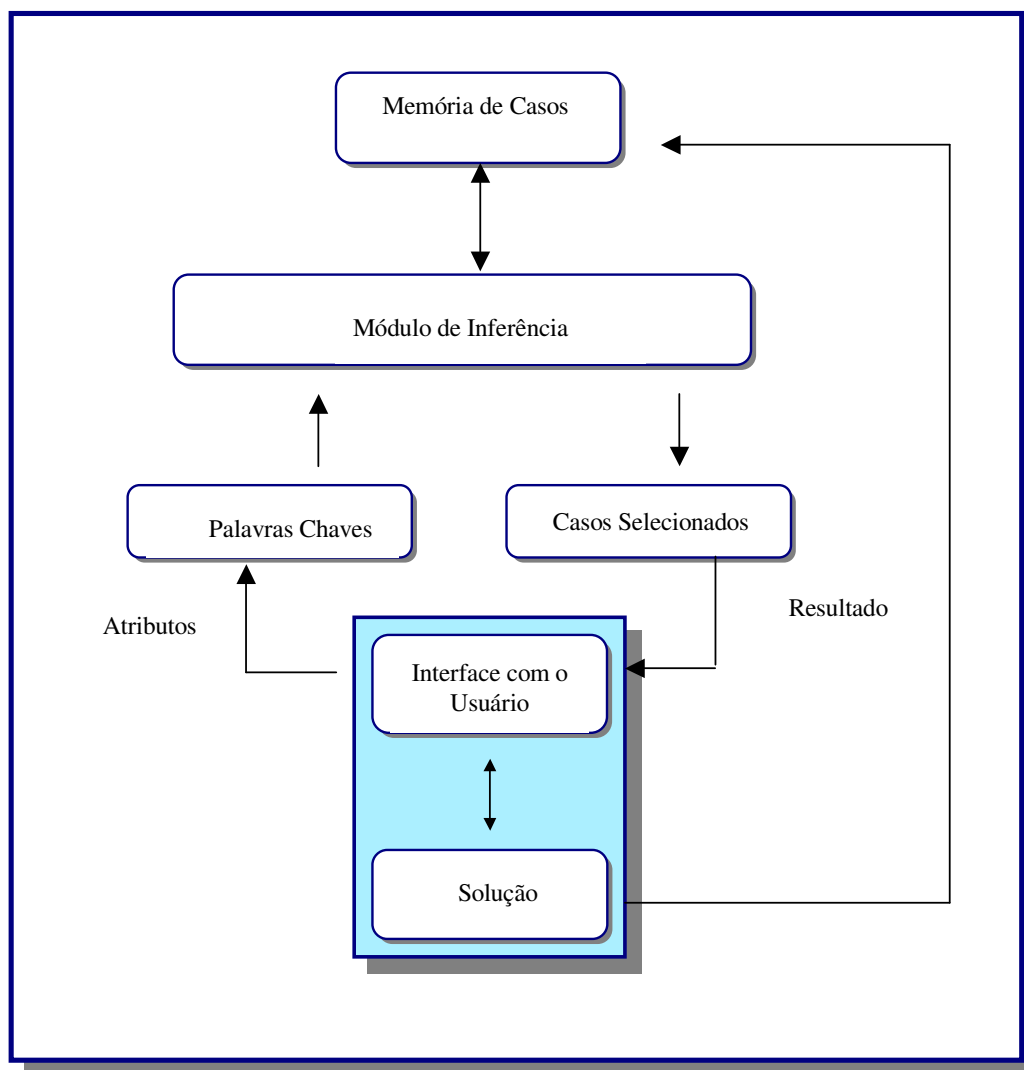 Memória de Casos
Módulo de Inferência
Palavras Chaves
Casos Selecionados
Atributos
Resultado
Interface com o
Usuário
Solução